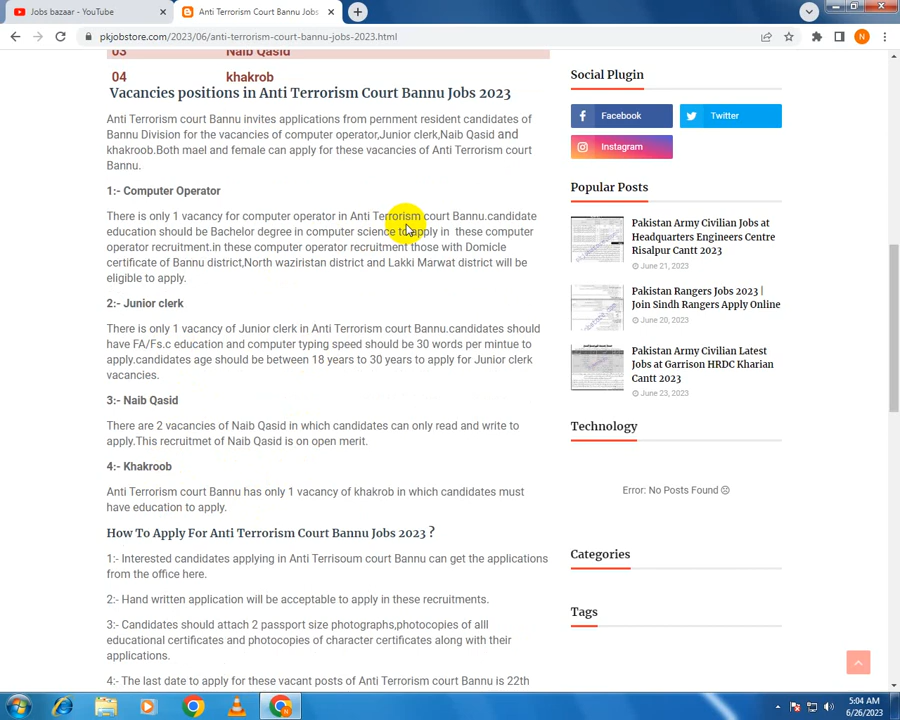 Jobs bazaar - YouTube
Anti Terrorism Court Bannu Jobs
pkjobstore.com/2023/06/anti-terrorism-court-bannu-jobs-2023.html
N
03 Naib Qasid
04 khakrob
Vacancies positions in Anti Terrorism Court Bannu Jobs 2023
Anti Terrorism court Bannu invites applications from pernment resident candidates of
Bannu Division for the vacancies of computer operator,Junior clerk,Naib Qasid and
khakroob.Both mael and female can apply for these vacancies of Anti Terrorism court
Bannu.
1:- Computer Operator
There is only 1 vacancy for computer operator in Anti Terrorism court Bannu.candidate
education should be Bachelor degree in computer science to apply in these computer
operator recruitment.in these computer operator recruitment those with Domicle
certificate of Bannu district,North waziristan district and Lakki Marwat district will be
eligible to apply.
2:- Junior clerk
There is only 1 vacancy of Junior clerk in Anti Terrorism court Bannu.candidates should
have FA/Fs.c education and computer typing speed should be 30 words per mintue to
apply.candidates age should be between 18 years to 30 years to apply for Junior clerk
vacancies.
3:- Naib Qasid
There are 2 vacancies of Naib Qasid in which candidates can only read and write to
apply.This recruitmet of Naib Qasid is on open merit.
4:- Khakroob
Anti Terrorism court Bannu has only 1 vacancy of khakrob in which candidates must
have education to apply.
How To Apply For Anti Terrorism Court Bannu Jobs 2023 ?
1:- Interested candidates applying in Anti Terrisoum court Bannu can get the applications
from the office here.
2:- Hand written application will be acceptable to apply in these recruitments.
3:- Candidates should attach 2 passport size photographs,photocopies of alll
educational certificates and photocopies of character certificates along with their
applications.
4:- The last date to apply for these vacant posts of Anti Terrorism court Bannu is 22th
Social Plugin
Facebook
Twitter
Instagram
Popular Posts
Pakistan Army Civilian Jobs at
Headquarters Engineers Centre
Risalpur Cantt 2023
June 21, 2023
Pakistan Rangers Jobs 2023 |
Join Sindh Rangers Apply Online
June 20, 2023
Pakistan Army Civilian Latest
Jobs at Garrison HRDC Kharian
Cantt 2023
June 23, 2023
Technology
Error: No Posts Found ☹
Categories
Tags
5:04 AM
6/26/2023